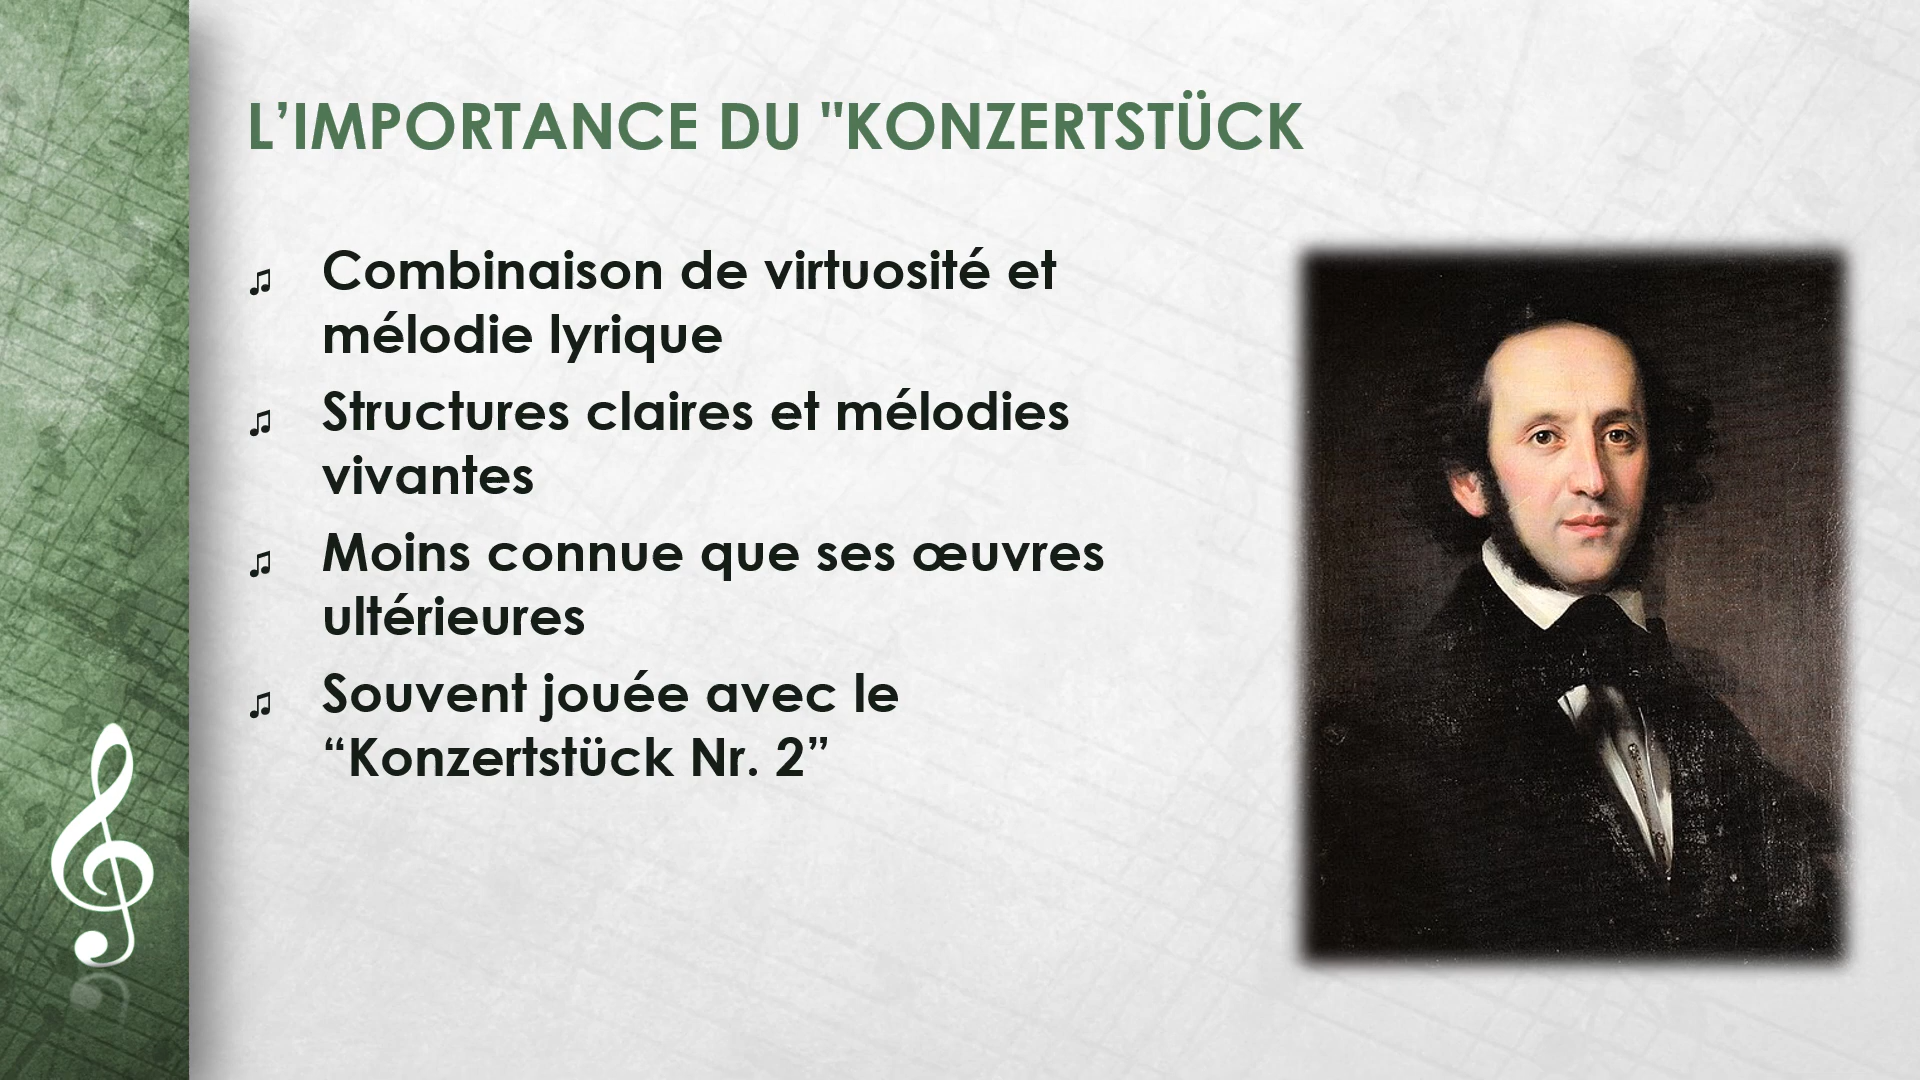 L’IMPORTANCE DU "KONZERTSTÜCK
♫ Combinaison de virtuosité et
mélodie lyrique
♫ Structures claires et mélodies
vivantes
♫ Moins connue que ses œuvres
ultérieures
♫ Souvent jouée avec le
“Konzertstück Nr. 2”